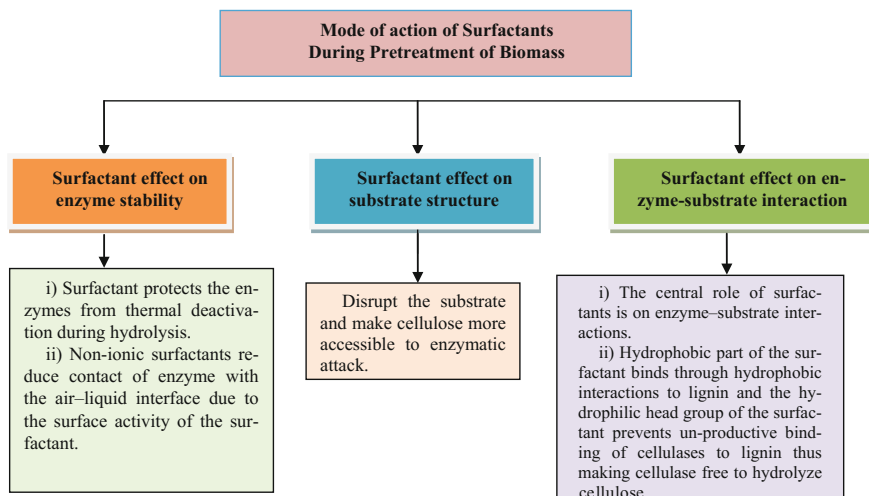 Mode of action of Surfactants
During Pretreatment of Biomass
Surfactant effect on
enzyme stability
Surfactant effect on
substrate structure
Surfactant effect on en-
zyme-substrate interaction
i) Surfactant protects the en-
zymes from thermal deactiva-
tion during hydrolysis.
ii) Non-ionic surfactants re-
duce contact of enzyme with
the air–liquid interface due to
the surface activity of the sur-
factant.
Disrupt the substrate
and make cellulose more
accessible to enzymatic
attack.
i) The central role of surfac-
tants is on enzyme–substrate inter-
actions.
ii) Hydrophobic part of the sur-
factant binds through hydrophobic
interactions to lignin and the hy-
drophilic head group of the surfac-
tant prevents un-productive bind-
ing of cellulases to lignin thus
making cellulase free to hydrolyze
cellulose